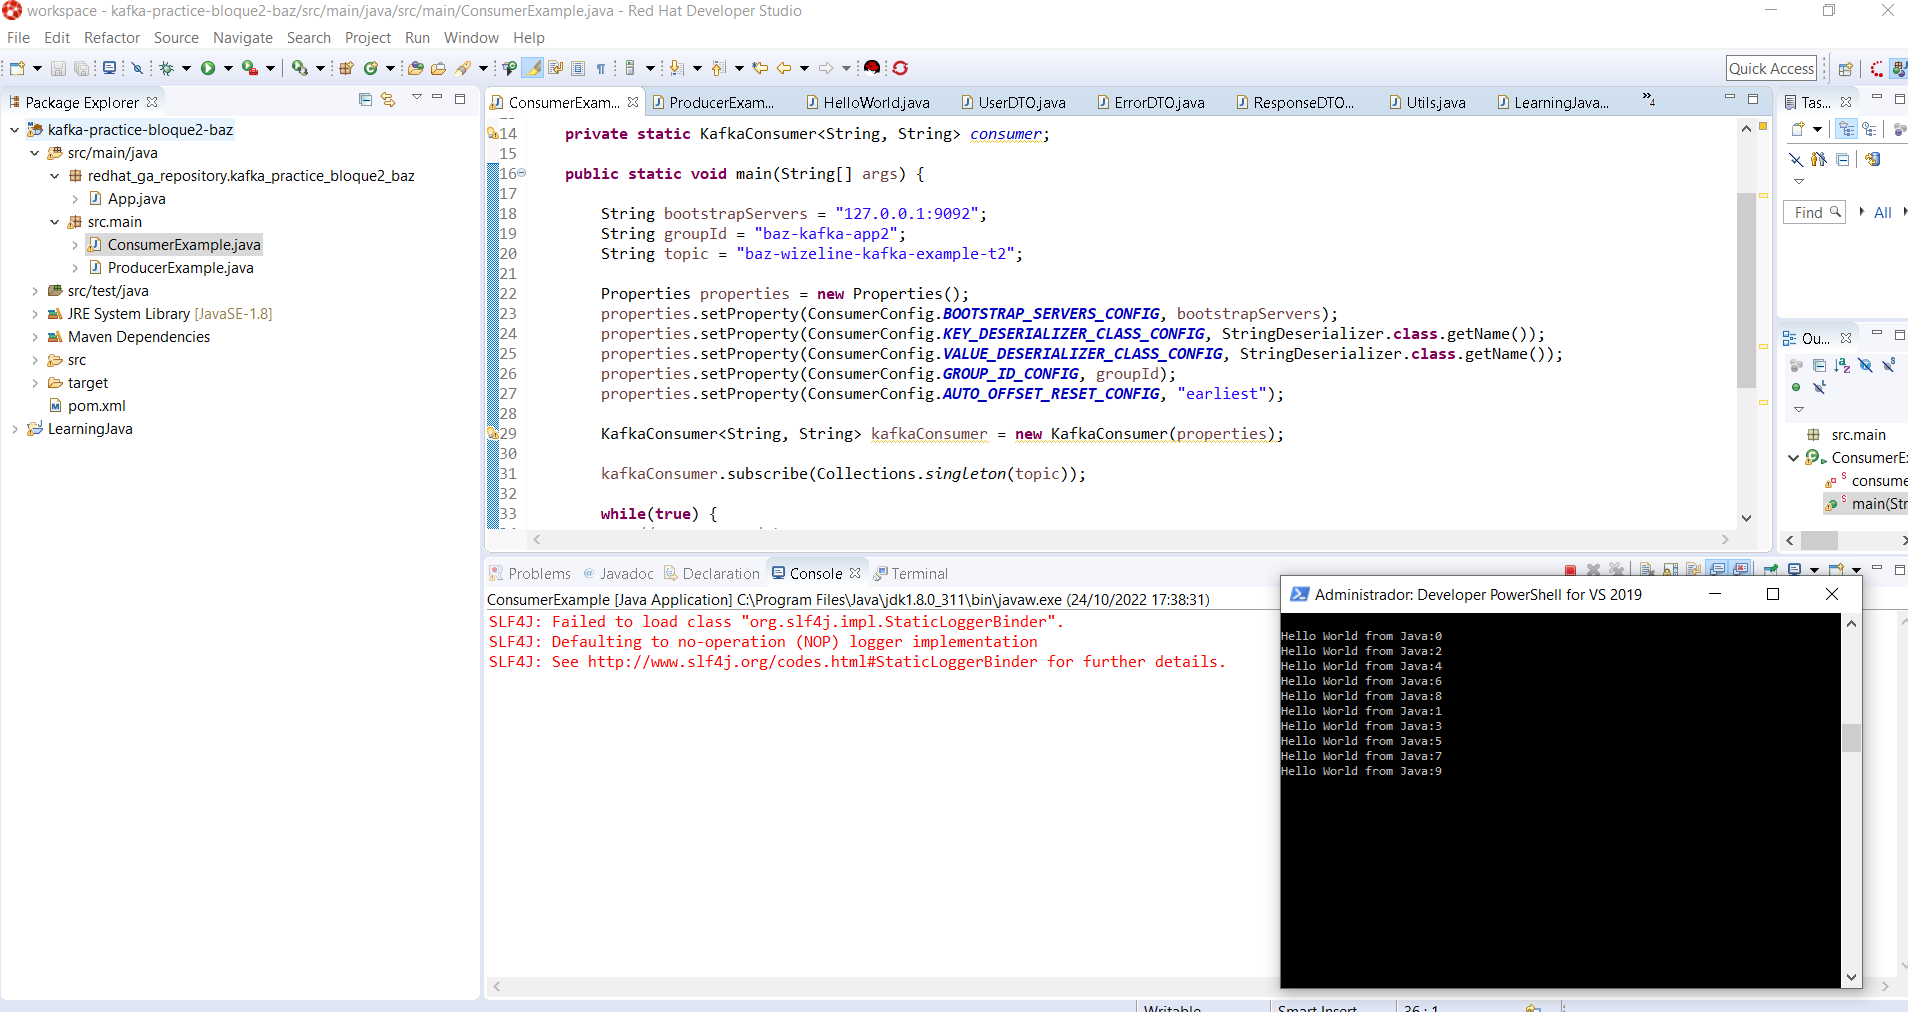 workspace - kafka-practice-bloque2-baz/src/main/java/src/main/ConsumerExample.java - Red Hat Developer Studio
File Edit Refactor Source Navigate Search Project Run Window Help
Quick Access
Package Explorer
kafka-practice-bloque2-baz
src/main/java
redhat_ga_repository.kafka_practice_bloque2_baz
App.java
src.main
ConsumerExample.java
ProducerExample.java
src/test/java
JRE System Library [JavaSE-1.8]
Maven Dependencies
src
target
pom.xml
LearningJava
ConsumerExam... ProducerExam... HelloWorld.java UserDTO.java ErrorDTO.java ResponseDTO... Utils.java LearningJava... »4
14 private static KafkaConsumer<String, String> consumer;
15
16 public static void main(String[] args) {
17
18 String bootstrapServers = "127.0.0.1:9092";
19 String groupId = "baz-kafka-app2";
20 String topic = "baz-wizeline-kafka-example-t2";
21
22 Properties properties = new Properties();
23 properties.setProperty(ConsumerConfig.BOOTSTRAP_SERVERS_CONFIG, bootstrapServers);
24 properties.setProperty(ConsumerConfig.KEY_DESERIALIZER_CLASS_CONFIG, StringDeserializer.class.getName());
25 properties.setProperty(ConsumerConfig.VALUE_DESERIALIZER_CLASS_CONFIG, StringDeserializer.class.getName());
26 properties.setProperty(ConsumerConfig.GROUP_ID_CONFIG, groupId);
27 properties.setProperty(ConsumerConfig.AUTO_OFFSET_RESET_CONFIG, "earliest");
28
29 KafkaConsumer<String, String> kafkaConsumer = new KafkaConsumer(properties);
30
31 kafkaConsumer.subscribe(Collections.singleton(topic));
32
33 while(true) {
Tas...
Find All
Ou...
src.main
ConsumerEx
consume
main(Str
Problems @ Javadoc Declaration Console Terminal
ConsumerExample [Java Application] C:\Program Files\Java\jdk1.8.0_311\bin\javaw.exe (24/10/2022 17:38:31)
SLF4J: Failed to load class "org.slf4j.impl.StaticLoggerBinder".
SLF4J: Defaulting to no-operation (NOP) logger implementation
SLF4J: See http://www.slf4j.org/codes.html#StaticLoggerBinder for further details.
Administrador: Developer PowerShell for VS 2019
Hello World from Java:0
Hello World from Java:2
Hello World from Java:4
Hello World from Java:6
Hello World from Java:8
Hello World from Java:1
Hello World from Java:3
Hello World from Java:5
Hello World from Java:7
Hello World from Java:9
Writable Smart Insert 36 : 1